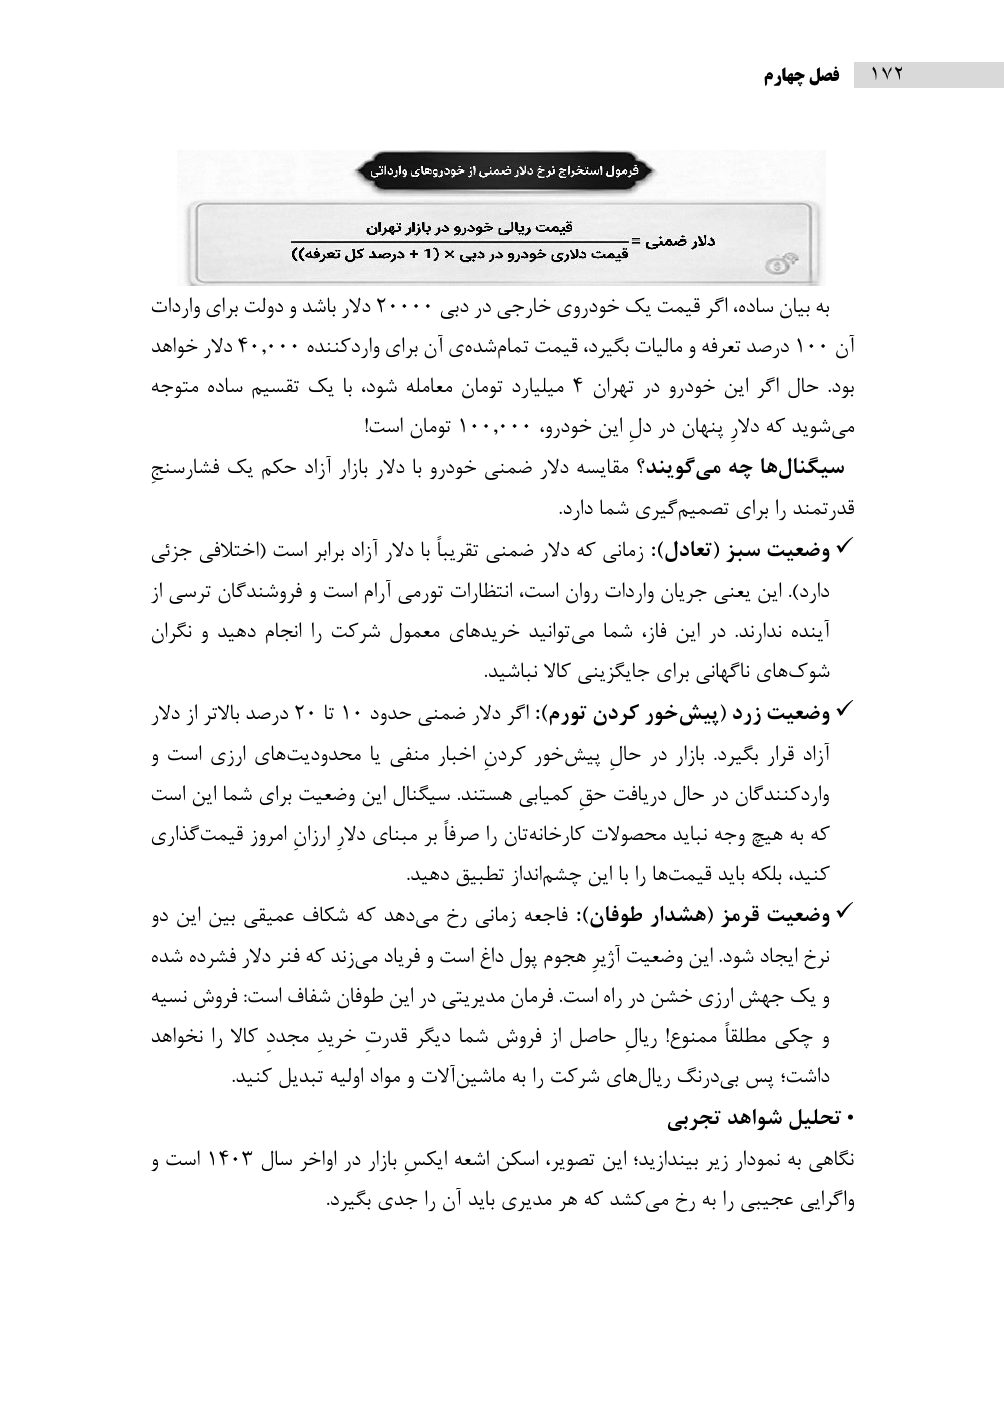 ۱۷۲ فصل چهارم
فرمول استخراج نرخ دلار ضمنی از خودروهای وارداتی
قیمت ریالی خودرو در بازار تهران
دلار ضمنی =
قیمت دلاری خودرو در دبی × (1 + درصد کل تعرفه))
به بیان ساده، اگر قیمت یک خودروی خارجی در دبی ۲۰۰۰۰ دلار باشد و دولت برای واردات
آن ۱۰۰ درصد تعرفه و مالیات بگیرد، قیمت تمام‌شده‌ی آن برای واردکننده ۴۰,۰۰۰ دلار خواهد
بود. حال اگر این خودرو در تهران ۴ میلیارد تومان معامله شود، با یک تقسیم ساده متوجه
می‌شوید که دلارِ پنهان در دلِ این خودرو، ۱۰۰,۰۰۰ تومان است!
سیگنال‌ها چه می‌گویند؟ مقایسه دلار ضمنی خودرو با دلار بازار آزاد حکم یک فشارسنجِ
قدرتمند را برای تصمیم‌گیری شما دارد.
✓ وضعیت سبز (تعادل): زمانی که دلار ضمنی تقریباً با دلار آزاد برابر است (اختلافی جزئی
دارد). این یعنی جریان واردات روان است، انتظارات تورمی آرام است و فروشندگان ترسی از
آینده ندارند. در این فاز، شما می‌توانید خریدهای معمول شرکت را انجام دهید و نگران
شوک‌های ناگهانی برای جایگزینی کالا نباشید.
✓ وضعیت زرد (پیش‌خور کردن تورم): اگر دلار ضمنی حدود ۱۰ تا ۲۰ درصد بالاتر از دلار
آزاد قرار بگیرد. بازار در حالِ پیش‌خور کردنِ اخبار منفی یا محدودیت‌های ارزی است و
واردکنندگان در حال دریافت حقِ کمیابی هستند. سیگنال این وضعیت برای شما این است
که به هیچ وجه نباید محصولات کارخانه‌تان را صرفاً بر مبنای دلارِ ارزانِ امروز قیمت‌گذاری
کنید، بلکه باید قیمت‌ها را با این چشم‌انداز تطبیق دهید.
✓ وضعیت قرمز (هشدار طوفان): فاجعه زمانی رخ می‌دهد که شکاف عمیقی بین این دو
نرخ ایجاد شود. این وضعیت آژیرِ هجوم پول داغ است و فریاد می‌زند که فنر دلار فشرده شده
و یک جهش ارزی خشن در راه است. فرمان مدیریتی در این طوفان شفاف است: فروش نسیه
و چکی مطلقاً ممنوع! ریالِ حاصل از فروش شما دیگر قدرتِ خریدِ مجددِ کالا را نخواهد
داشت؛ پس بی‌درنگ ریال‌های شرکت را به ماشین‌آلات و مواد اولیه تبدیل کنید.
• تحلیل شواهد تجربی
نگاهی به نمودار زیر بیندازید؛ این تصویر، اسکن اشعه ایکسِ بازار در اواخر سال ۱۴۰۳ است و
واگرایی عجیبی را به رخ می‌کشد که هر مدیری باید آن را جدی بگیرد.